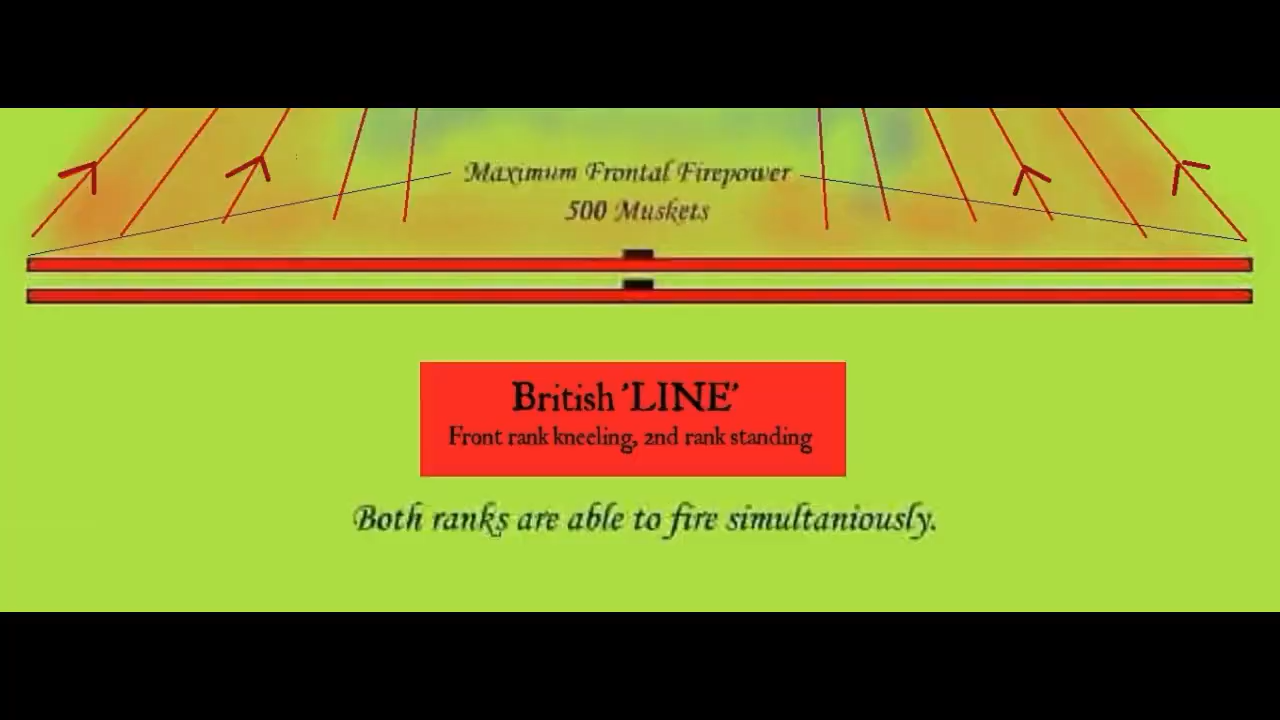 Maximum Frontal Firepower
500 Muskets
British 'LINE'
Front rank kneeling, 2nd rank standing
Both ranks are able to fire simultaniously.